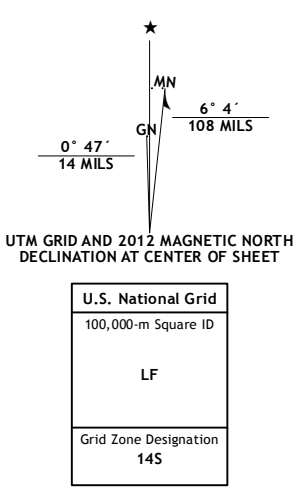 ★
MN
GN
6° 4´
108 MILS
0° 47´
14 MILS
UTM GRID AND 2012 MAGNETIC NORTH
DECLINATION AT CENTER OF SHEET
U.S. National Grid
100,000-m Square ID
LF
Grid Zone Designation
14S